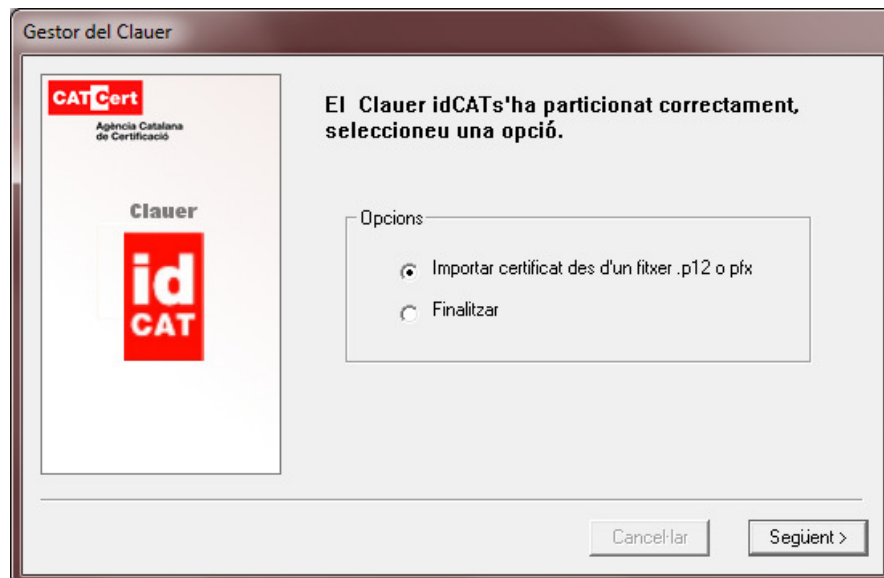 Gestor del Clauer
CATCert
Agència Catalana
de Certificació
Clauer
id
CAT
El  Clauer idCATs'ha particionat correctament,
seleccioneu una opció.
Opcions
Importar certificat des d'un fitxer .p12 o pfx
Finalitzar
Cancel·lar
Següent >